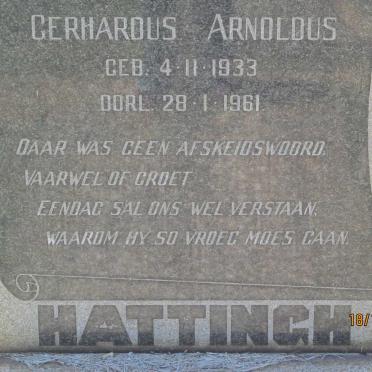 GERHARDUS ARNOLDUS
GEB. 4·11·1933
OORL. 28·1·1961
DAAR WAS GEEN AFSKEIDSWOORD.
VAARWEL OF GROET
EENDAG SAL ONS WEL VERSTAAN.
WAAROM HY SO VROEG MOES GAAN.
HATTINGH